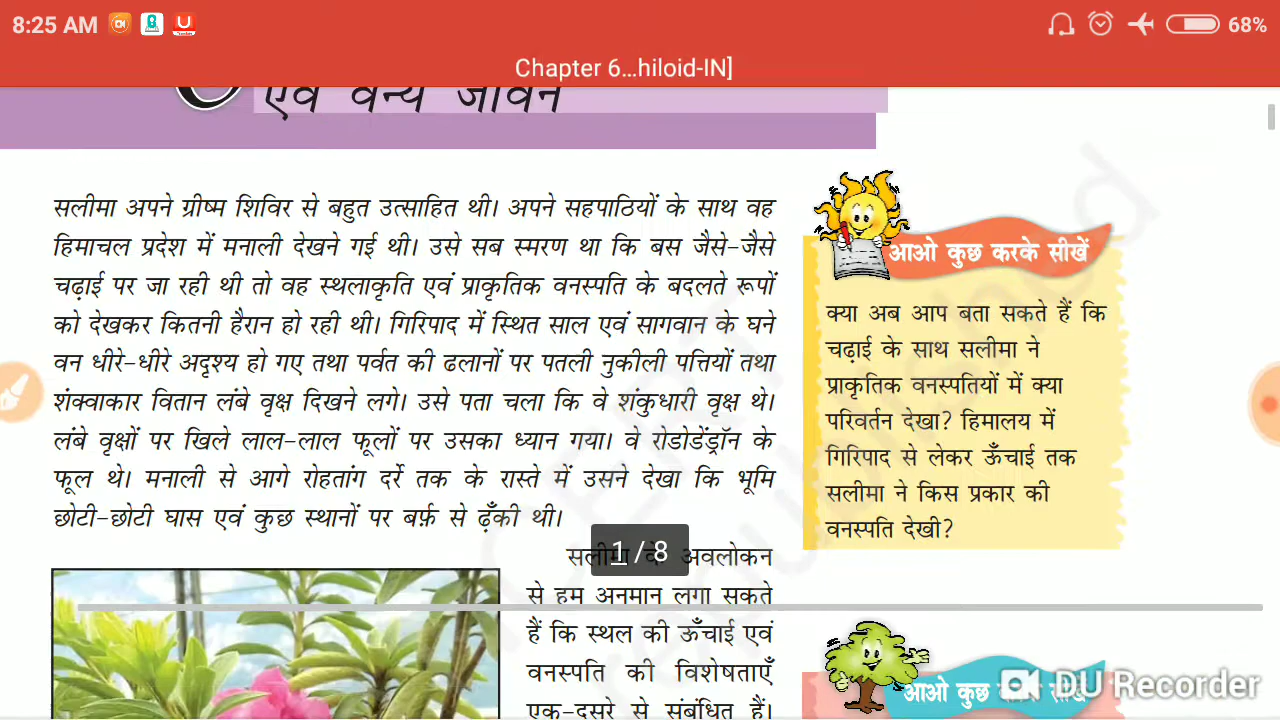 8:25 AM
68%
Chapter 6...hiloid-IN]
एवं वन्य जीवन
सलीमा अपने ग्रीष्म शिविर से बहुत उत्साहित थी। अपने सहपाठियों के साथ वह
हिमाचल प्रदेश में मनाली देखने गई थी। उसे सब स्मरण था कि बस जैसे-जैसे
चढ़ाई पर जा रही थी तो वह स्थलाकृति एवं प्राकृतिक वनस्पति के बदलते रूपों
को देखकर कितनी हैरान हो रही थी। गिरिपाद में स्थित साल एवं सागवान के घने
वन धीरे-धीरे अदृश्य हो गए तथा पर्वत की ढलानों पर पतली नुकीली पत्तियों तथा
शंक्वाकार वितान लंबे वृक्ष दिखने लगे। उसे पता चला कि वे शंकुधारी वृक्ष थे।
लंबे वृक्षों पर खिले लाल-लाल फूलों पर उसका ध्यान गया। वे रोडोडेंड्रॉन के
फूल थे। मनाली से आगे रोहतांग दर्रे तक के रास्ते में उसने देखा कि भूमि
छोटी-छोटी घास एवं कुछ स्थानों पर बर्फ़ से ढ़ँकी थी।
1 / 8
सलीमा के अवलोकन
से हम अनुमान लगा सकते
हैं कि स्थल की ऊँचाई एवं
वनस्पति की विशेषताएँ
एक-दूसरे से संबंधित हैं।
आओ कुछ करके सीखें
क्या अब आप बता सकते हैं कि
चढ़ाई के साथ सलीमा ने
प्राकृतिक वनस्पतियों में क्या
परिवर्तन देखा? हिमालय में
गिरिपाद से लेकर ऊँचाई तक
सलीमा ने किस प्रकार की
वनस्पति देखी?
आओ कुछ सीखें
DU Recorder